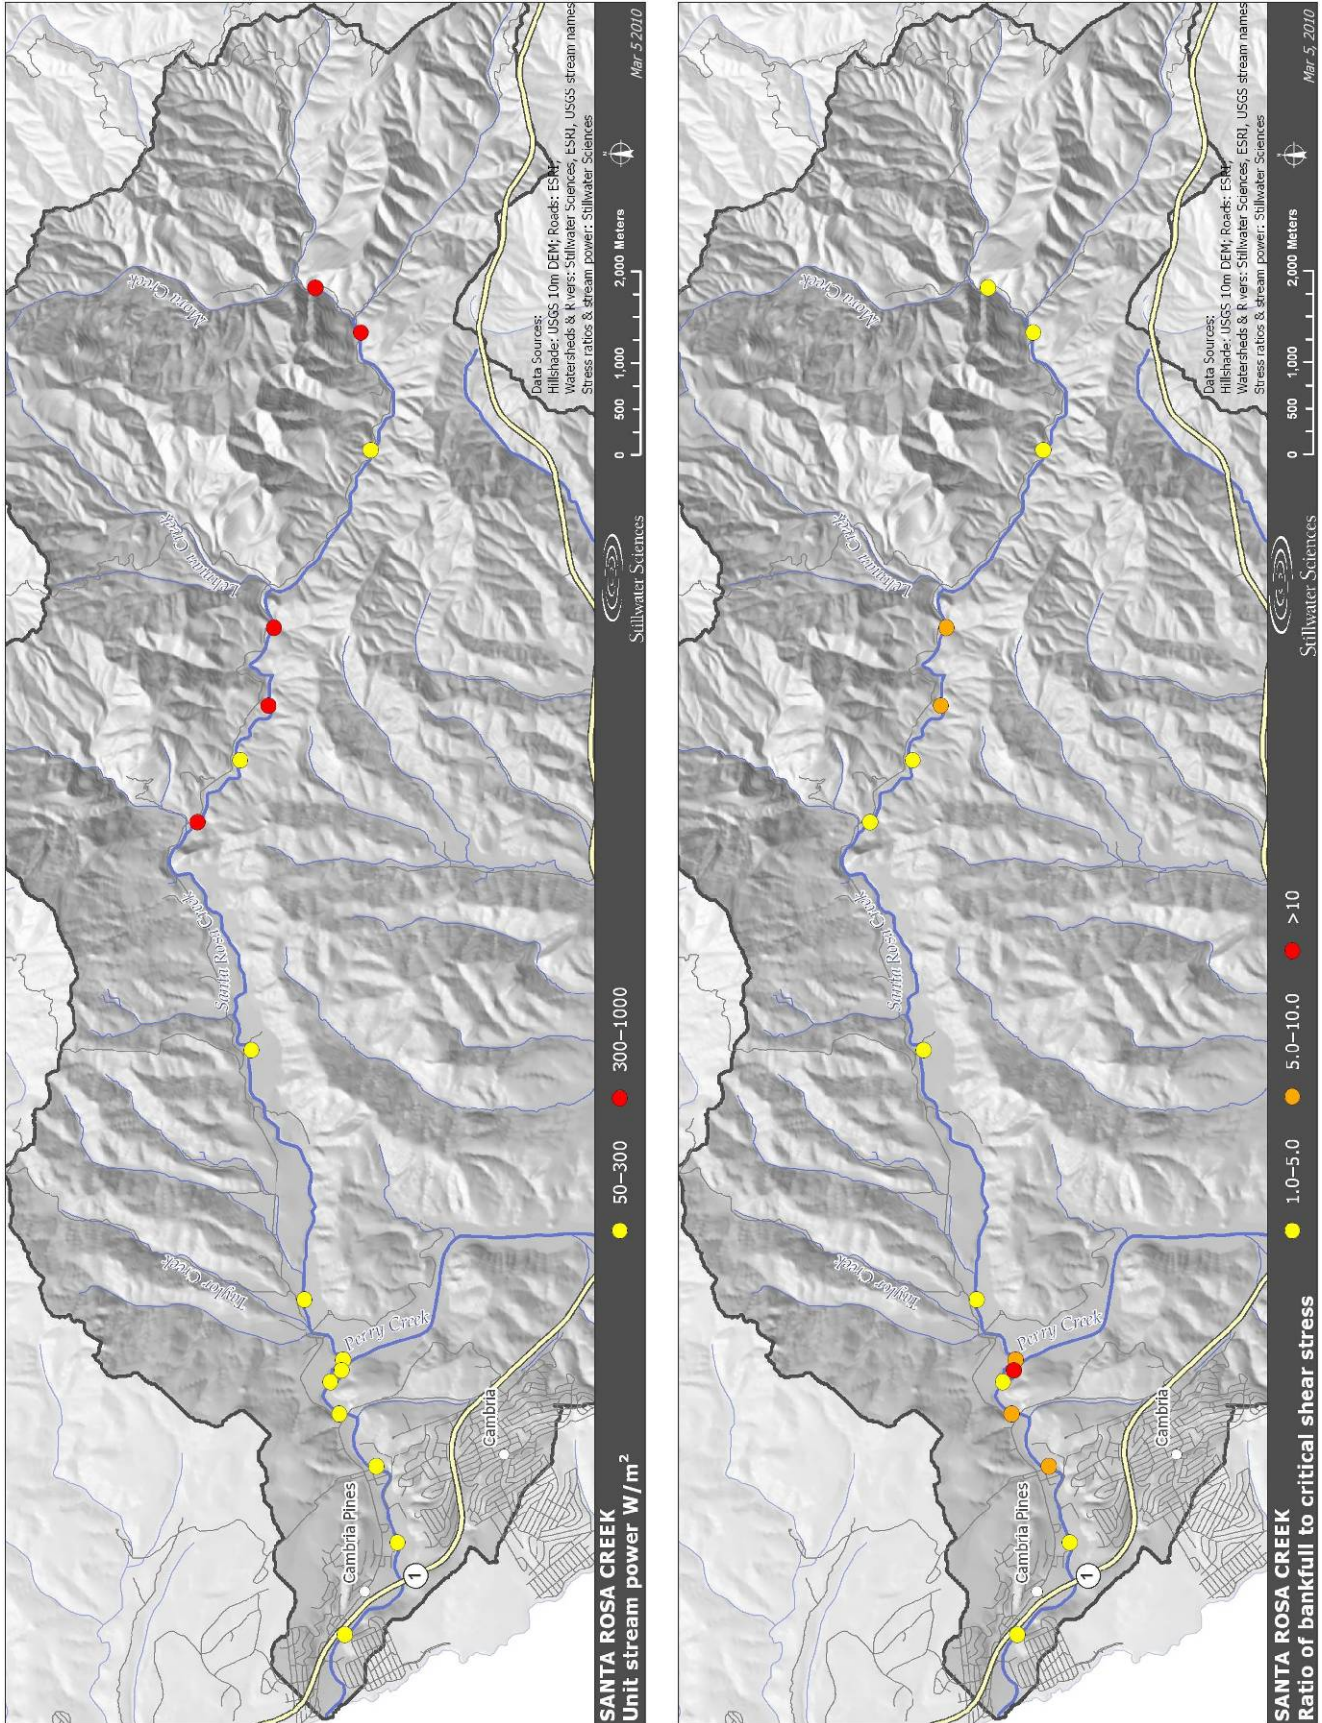 Cambria Pines
Cambria
1
Perry Creek
Taylor Creek
Santa Rosa Creek
Lehman Creek
Mora Creek
Data Sources:
Hillshade: USGS 10m DEM; Roads: ESRI,
Watersheds & R vers: Stillwater Sciences, ESRI, USGS stream names
Stress ratios & stream power: Stillwater Sciences
SANTA ROSA CREEK
Unit stream power W/m²
50–300
300–1000
Stillwater Sciences
0 500 1,000 2,000 Meters
N
Mar 5 2010
Cambria Pines
Cambria
1
Perry Creek
Taylor Creek
Santa Rosa Creek
Lehman Creek
Mora Creek
Data Sources:
Hillshade: USGS 10m DEM; Roads: ESRI,
Watersheds & R vers: Stillwater Sciences, ESRI, USGS stream names
Stress ratios & stream power: Stillwater Sciences
SANTA ROSA CREEK
Ratio of bankfull to critical shear stress
1.0–5.0
5.0–10.0
>10
Stillwater Sciences
0 500 1,000 2,000 Meters
N
Mar 5, 2010